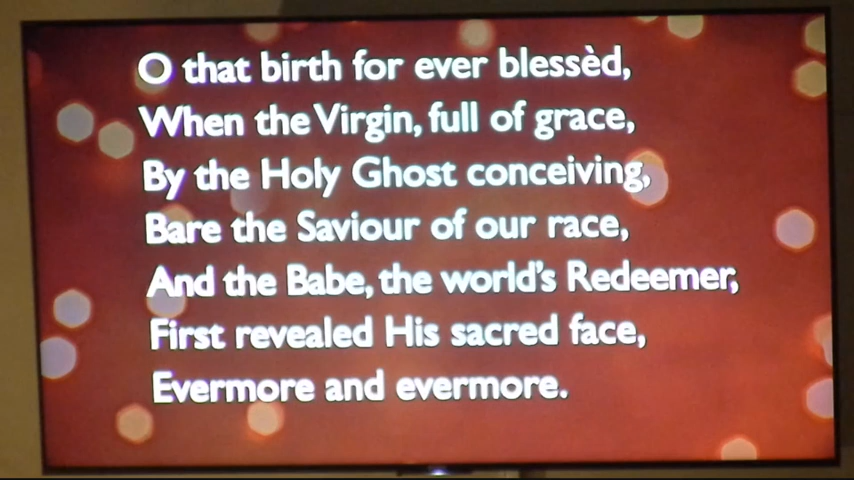 O that birth for ever blessèd,
When the Virgin, full of grace,
By the Holy Ghost conceiving,
Bare the Saviour of our race,
And the Babe, the world's Redeemer,
First revealed His sacred face,
Evermore and evermore.